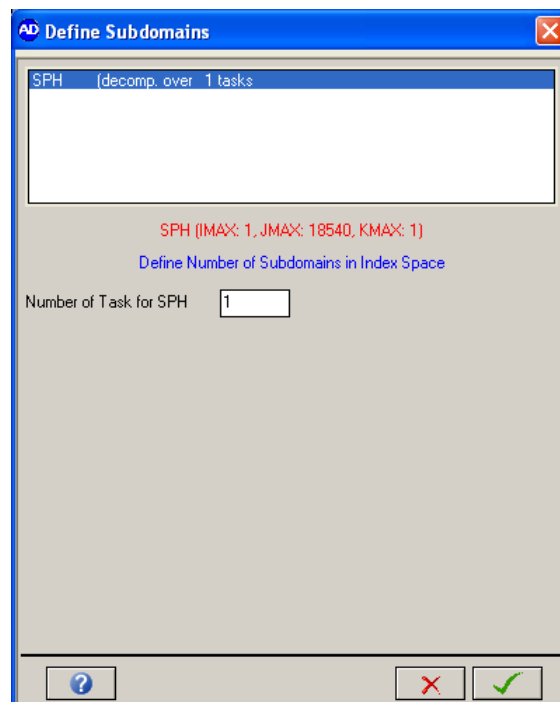 AD Define Subdomains
SPH (decomp. over 1 tasks
SPH (IMAX: 1, JMAX: 18540, KMAX: 1)
Define Number of Subdomains in Index Space
Number of Task for SPH 1
?